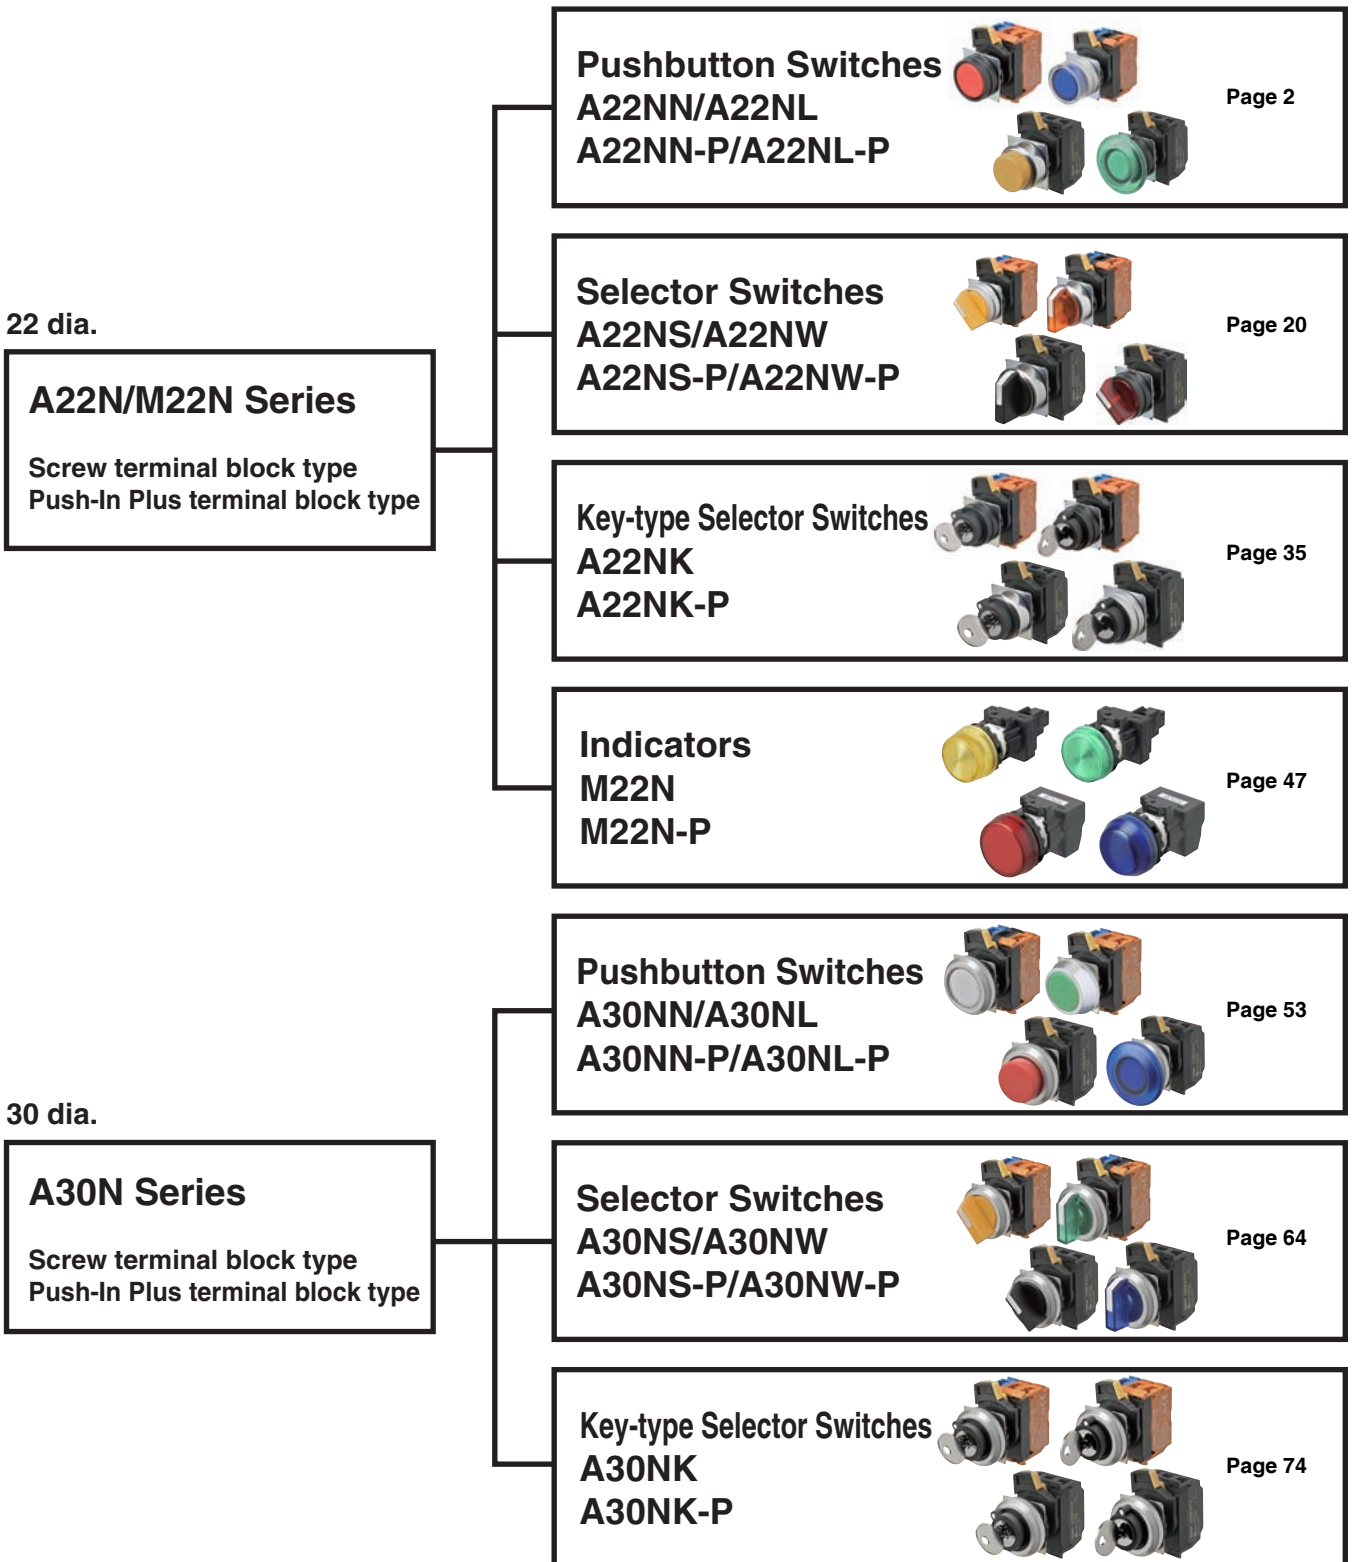 Pushbutton Switches
A22NN/A22NL
A22NN-P/A22NL-P
Page 2
Selector Switches
A22NS/A22NW
A22NS-P/A22NW-P
Page 20
22 dia.
A22N/M22N Series
Screw terminal block type
Push-In Plus terminal block type
Key-type Selector Switches
A22NK
A22NK-P
Page 35
Indicators
M22N
M22N-P
Page 47
Pushbutton Switches
A30NN/A30NL
A30NN-P/A30NL-P
Page 53
30 dia.
A30N Series
Screw terminal block type
Push-In Plus terminal block type
Selector Switches
A30NS/A30NW
A30NS-P/A30NW-P
Page 64
Key-type Selector Switches
A30NK
A30NK-P
Page 74